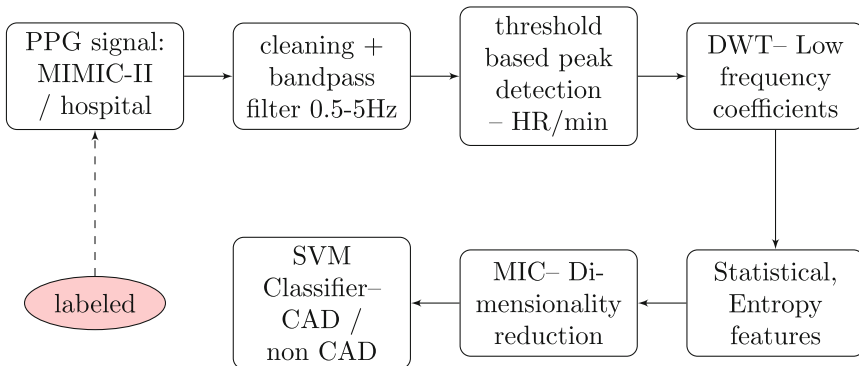 PPG signal:
MIMIC-II
/ hospital
cleaning +
bandpass
filter 0.5-5Hz
threshold
based peak
detection
– HR/min
DWT– Low
frequency
coefficients
Statistical,
Entropy
features
MIC– Di-
mensionality
reduction
SVM
Classifier–
CAD /
non CAD
labeled